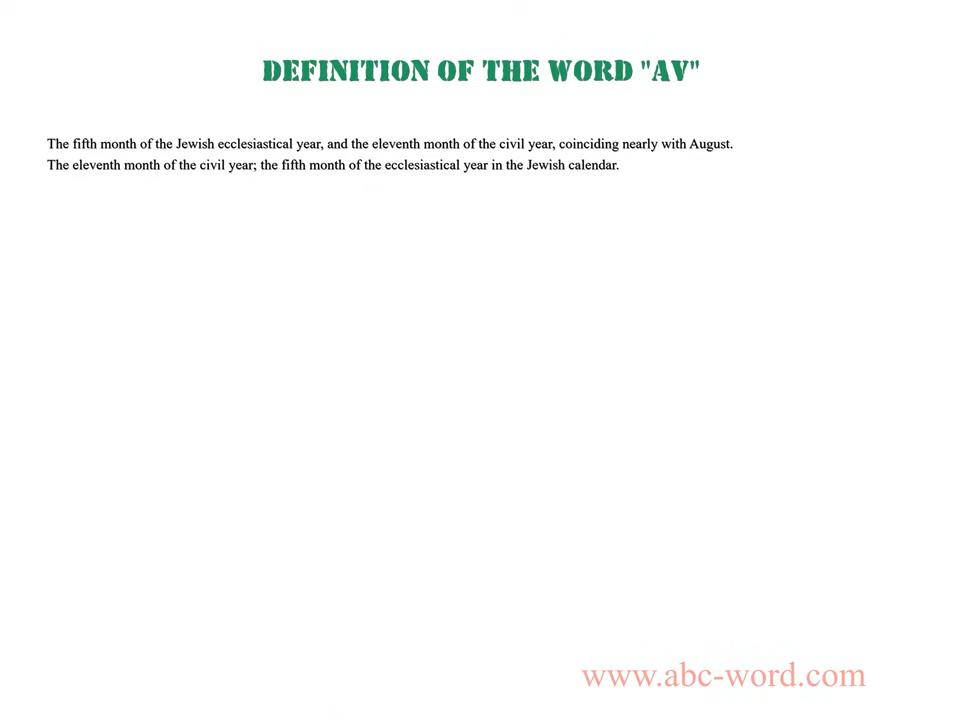 DEFINITION OF THE WORD "AV"
The fifth month of the Jewish ecclesiastical year, and the eleventh month of the civil year, coinciding nearly with August.
The eleventh month of the civil year; the fifth month of the ecclesiastical year in the Jewish calendar.
www.abc-word.com